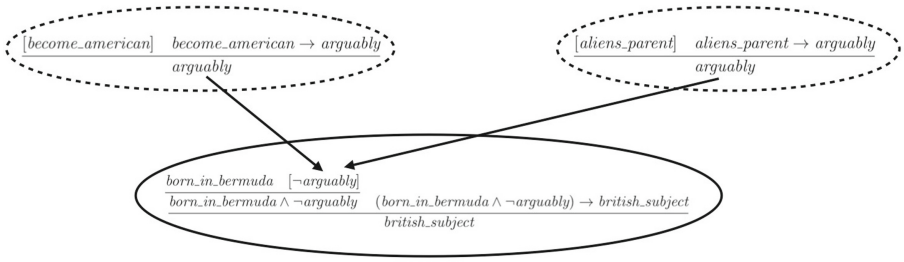 [become_american] become_american → arguably
arguably
[aliens_parent] aliens_parent → arguably
arguably
born_in_bermuda [¬arguably]
born_in_bermuda ∧ ¬arguably (born_in_bermuda ∧ ¬arguably) → british_subject
british_subject